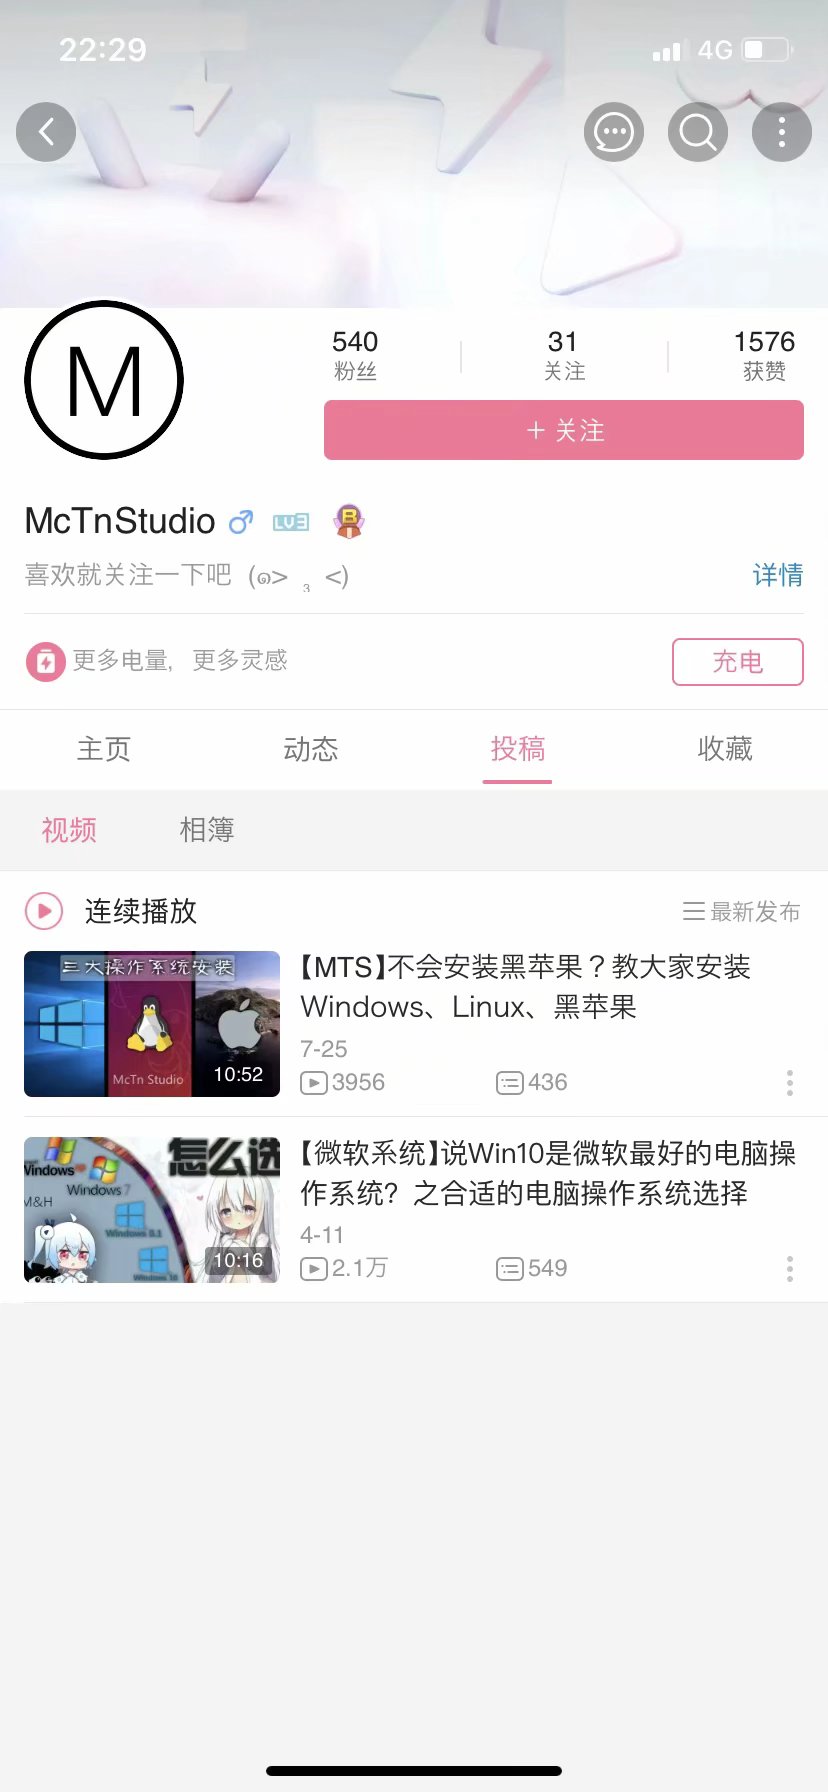 22:29
4G
M
540
31
1576
粉丝
关注
获赞
+ 关注
McTnStudio
LV3
B
喜欢就关注一下吧 (๑> ₃ <)
详情
更多电量, 更多灵感
充电
主页
动态
投稿
收藏
视频
相簿
连续播放
最新发布
三大操作系统安装
McTn Studio
10:52
【MTS】不会安装黑苹果？教大家安装
Windows、Linux、黑苹果
7-25
3956
436
怎么选
Windows
Windows 7
M&H
Windows 8.1
Windows 10
10:16
【微软系统】说Win10是微软最好的电脑操
作系统？之合适的电脑操作系统选择
4-11
2.1万
549